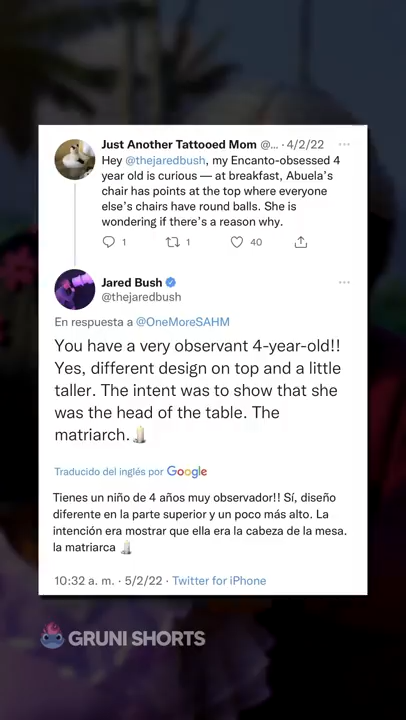 Just Another Tattooed Mom @... · 4/2/22
Hey @thejaredbush, my Encanto-obsessed 4
year old is curious — at breakfast, Abuela's
chair has points at the top where everyone
else's chairs have round balls. She is
wondering if there's a reason why.
1 1 40
Jared Bush
@thejaredbush
En respuesta a @OneMoreSAHM
You have a very observant 4-year-old!!
Yes, different design on top and a little
taller. The intent was to show that she
was the head of the table. The
matriarch.🕯️
Traducido del inglés por Google
Tienes un niño de 4 años muy observador!! Sí, diseño
diferente en la parte superior y un poco más alto. La
intención era mostrar que ella era la cabeza de la mesa.
la matriarca 🕯️
10:32 a. m. · 5/2/22 · Twitter for iPhone
GRUNI SHORTS